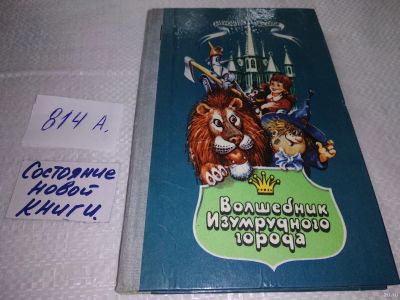 814 А.
Состояние
новой
книги.
Волшебник
Изумрудного
города